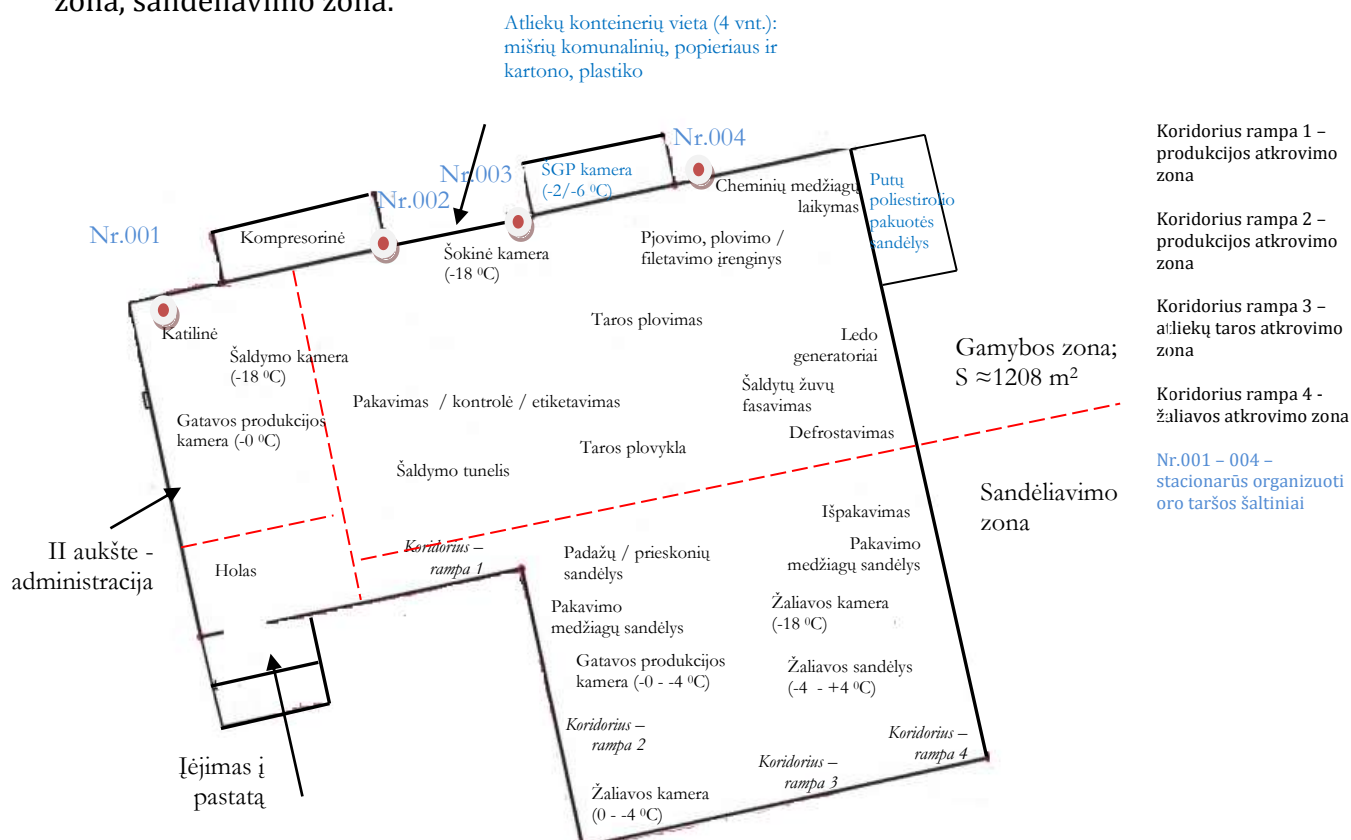 zona, sandėliavimo zona.
Atliekų konteinerių vieta (4 vnt.):
mišrių komunalinių, popieriaus ir
kartono, plastiko
Nr.004
Nr.003
Nr.002
Nr.001
ŠGP kamera
(-2/-6 ⁰C)
Kompresorinė
Cheminių medžiagų
laikymas
Putų
poliestirolio
pakuotės
sandėlys
Šokinė kamera
(-18 ⁰C)
Pjovimo, plovimo /
filetavimo įrenginys
Katilinė
Taros plovimas
Ledo
generatoriai
Šaldymo kamera
(-18 ⁰C)
Šaldytų žuvų
fasavimas
Pakavimas / kontrolė / etiketavimas
Gatavos produkcijos
kamera (-0 ⁰C)
Defrostavimas
Taros plovykla
Šaldymo tunelis
Gamybos zona;
S ≈1208 m²
Sandėliavimo
zona
II aukšte -
administracija
Holas
Koridorius –
rampa 1
Padažų / prieskonių
sandėlys
Išpakavimas
Pakavimo
medžiagų sandėlys
Pakavimo
medžiagų sandėlys
Žaliavos kamera
(-18 ⁰C)
Gatavos produkcijos
kamera (-0 - -4 ⁰C)
Žaliavos sandėlys
(-4 - +4 ⁰C)
Koridorius –
rampa 2
Koridorius –
rampa 3
Koridorius –
rampa 4
Žaliavos kamera
(0 - -4 ⁰C)
Įėjimas į
pastatą
Koridorius rampa 1 –
produkcijos atkrovimo
zona
Koridorius rampa 2 –
produkcijos atkrovimo
zona
Koridorius rampa 3 –
atliekų taros atkrovimo
zona
Koridorius rampa 4 -
žaliavos atkrovimo zona
Nr.001 – 004 –
stacionarūs organizuoti
oro taršos šaltiniai